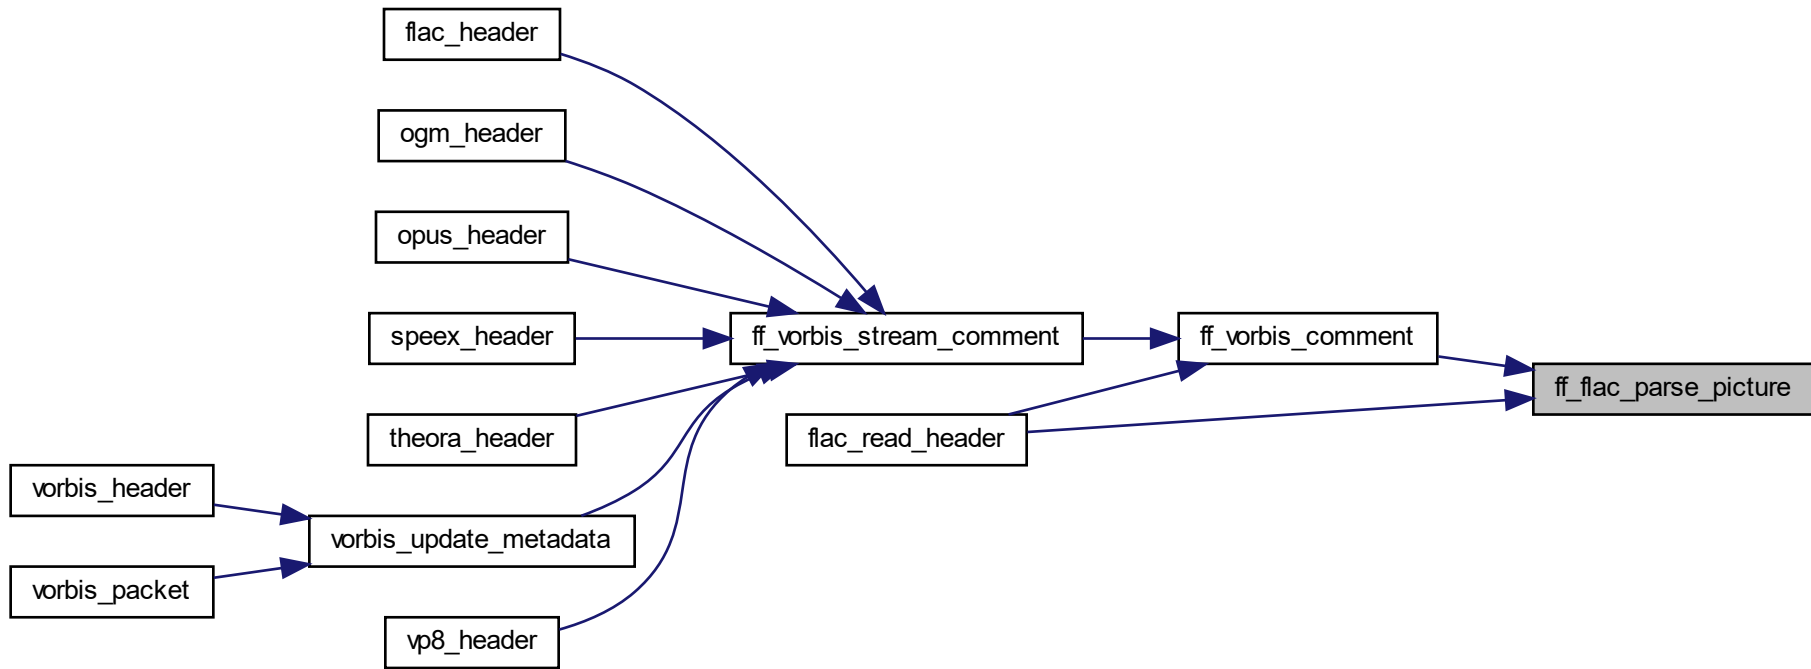 flac_header
ogm_header
opus_header
speex_header
ff_vorbis_stream_comment
ff_vorbis_comment
ff_flac_parse_picture
theora_header
flac_read_header
vorbis_header
vorbis_update_metadata
vorbis_packet
vp8_header